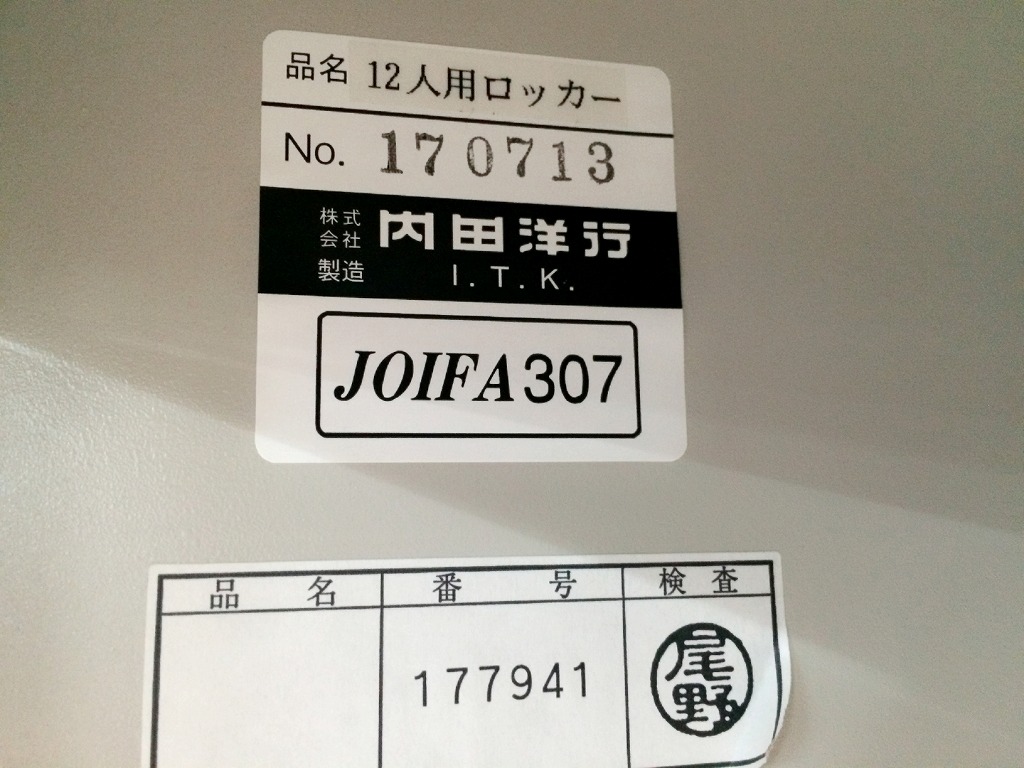 品名 12人用ロッカー
No. 170713
株式会社 内田洋行
製造 I.T.K.
JOIFA307
品名 番号 検査
177941 尾野